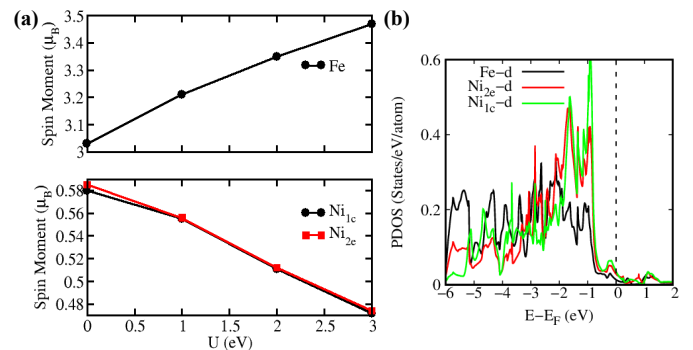 (a)
3.5
3.4
3.3
3.2
3.1
3
Spin Moment (μB)
Fe
0.58
0.56
0.54
0.52
0.50
0.48
Spin Moment (μB)
Ni1c
Ni2e
0 0.5 1 1.5 2 2.5 3
U (eV)
(b)
0.6
0.4
0.2
0
PDOS (States/eV/atom)
Fe−d
Ni2e−d
Ni1c−d
−6 −5 −4 −3 −2 −1 0 1 2
E−EF (eV)